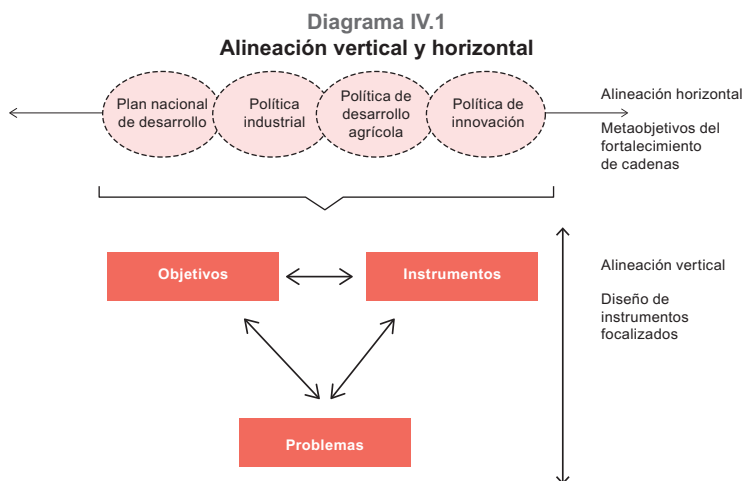 Diagrama IV.1
Alineación vertical y horizontal
Plan nacional
de desarrollo
Política
industrial
Política de
desarrollo
agrícola
Política de
innovación
Alineación horizontal
Metaobjetivos del
fortalecimiento
de cadenas
Objetivos
Instrumentos
Alineación vertical
Diseño de
instrumentos
focalizados
Problemas